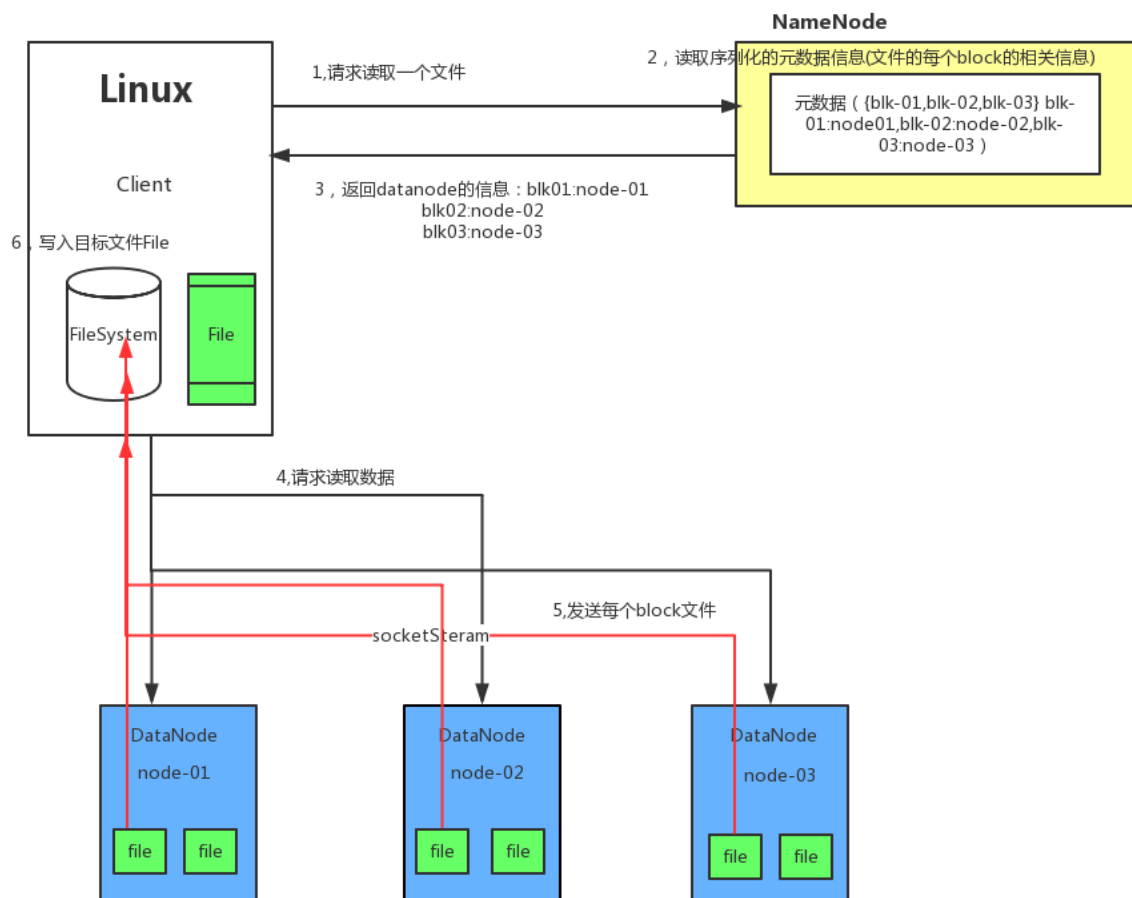 NameNode
Linux
1,请求读取一个文件
2，读取序列化的元数据信息(文件的每个block的相关信息)
元数据（{blk-01,blk-02,blk-03} blk-
01:node01,blk-02:node-02,blk-
03:node-03）
Client
3，返回datanode的信息：blk01:node-01
blk02:node-02
blk03:node-03
6，写入目标文件File
FileSystem
File
4,请求读取数据
5,发送每个block文件
socketSteram
DataNode
node-01
file
file
DataNode
node-02
file
file
DataNode
node-03
file
file